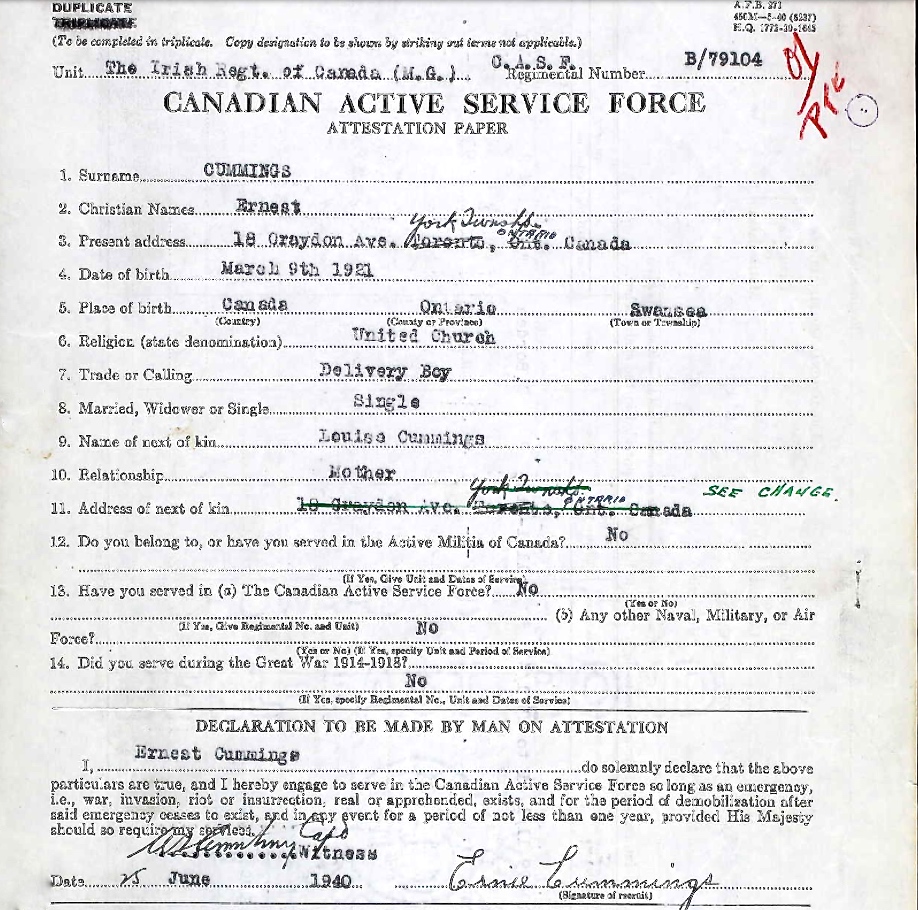 DUPLICATE
TRIPLICATE
A.F.B. 271
H.Q. 1772-39-1665
(To be completed in triplicate. Copy designation to be shown by striking out terms not applicable.)
Unit The Irish Regt. of Canada (M.G.) C.A.S.F. Regimental Number B/79104
Pte
CANADIAN ACTIVE SERVICE FORCE
ATTESTATION PAPER
1. Surname CUMMINGS
2. Christian Names Ernest
York Townshp. ONTARIO
3. Present address 18 Graydon Ave. Toronto, Ont. Canada
4. Date of birth March 9th 1921
5. Place of birth Canada Ontario Swansea
(Country) (County or Province) (Town or Township)
6. Religion (state denomination) United Church
7. Trade or Calling Delivery Boy
8. Married, Widower or Single Single
9. Name of next of kin Louise Cummings
10. Relationship Mother
York Townshp. ONTARIO SEE CHANGE.
11. Address of next of kin 18 Graydon Ave. Toronto, Ont. Canada
12. Do you belong to, or have you served in the Active Militia of Canada? No
(If Yes, Give Unit and Dates of Service)
13. Have you served in (a) The Canadian Active Service Force? No
(Yes or No)
(b) Any other Naval, Military, or Air
(If Yes, Give Regimental No. and Unit)
Force? No
(Yes or No) (If Yes, specify Unit and Period of Service)
14. Did you serve during the Great War 1914-1918?
No
(If Yes, specify Regimental No., Unit and Dates of Service)
DECLARATION TO BE MADE BY MAN ON ATTESTATION
I, Ernest Cummings do solemnly declare that the above
particulars are true, and I hereby engage to serve in the Canadian Active Service Force so long as an emergency,
i.e., war, invasion, riot or insurrection, real or apprehended, exists, and for the period of demobilization after
said emergency ceases to exist, and in any event for a period of not less than one year, provided His Majesty
should so require my services.
Capt
Witness
Date 25 June 1940 Ernie Cummings
(Signature of recruit)